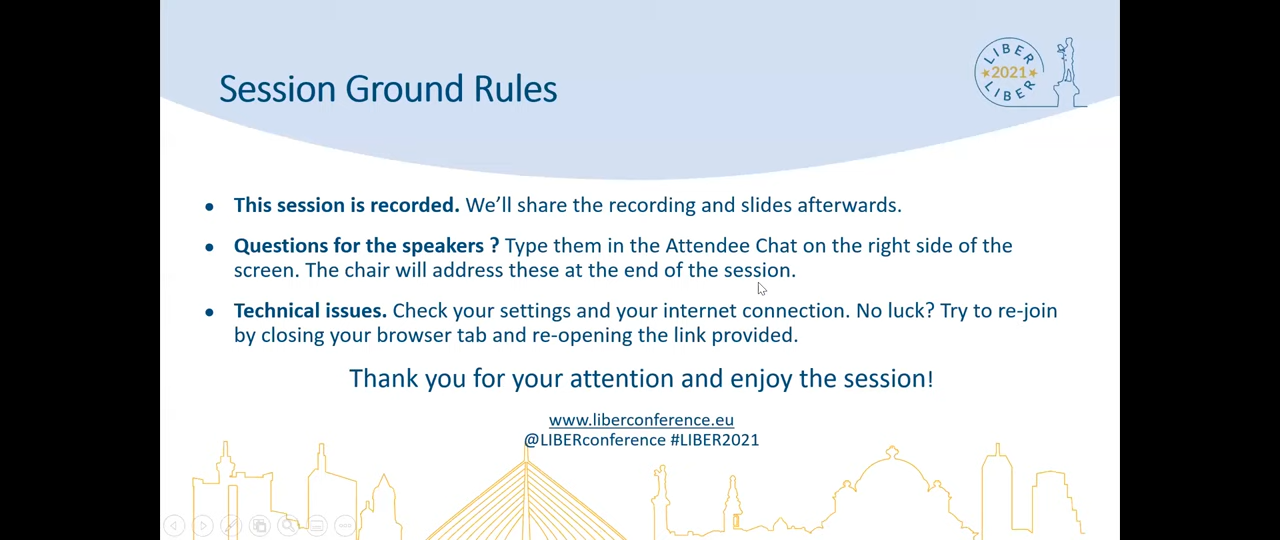 Session Ground Rules
LIBER
★2021★
LIBER
• This session is recorded. We’ll share the recording and slides afterwards.
• Questions for the speakers ? Type them in the Attendee Chat on the right side of the
screen. The chair will address these at the end of the session.
• Technical issues. Check your settings and your internet connection. No luck? Try to re-join
by closing your browser tab and re-opening the link provided.
Thank you for your attention and enjoy the session!
www.liberconference.eu
@LIBERconference #LIBER2021